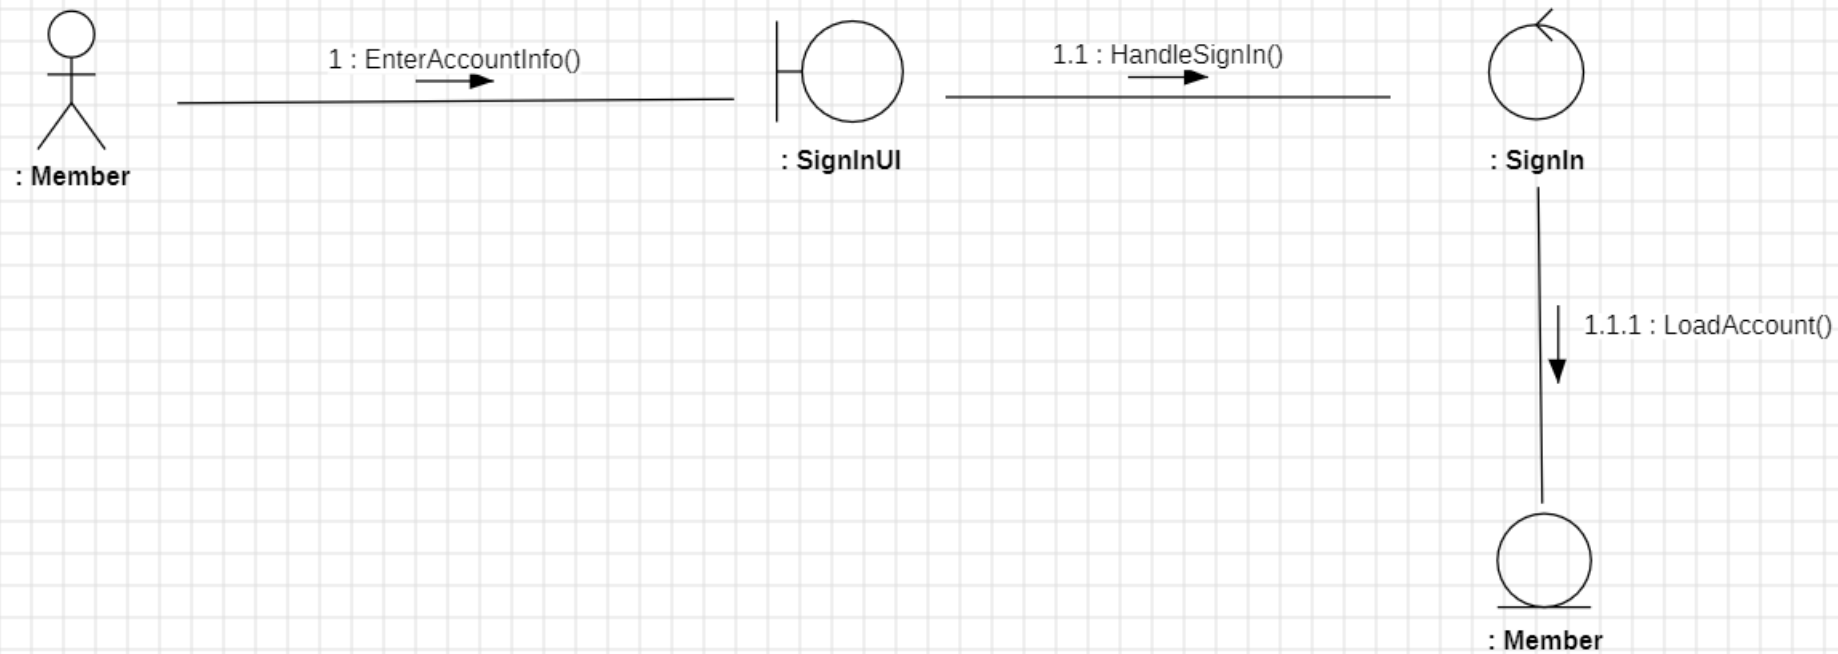 1 : EnterAccountInfo()
1.1 : HandleSignIn()
: Member
: SignInUI
: SignIn
1.1.1 : LoadAccount()
: Member